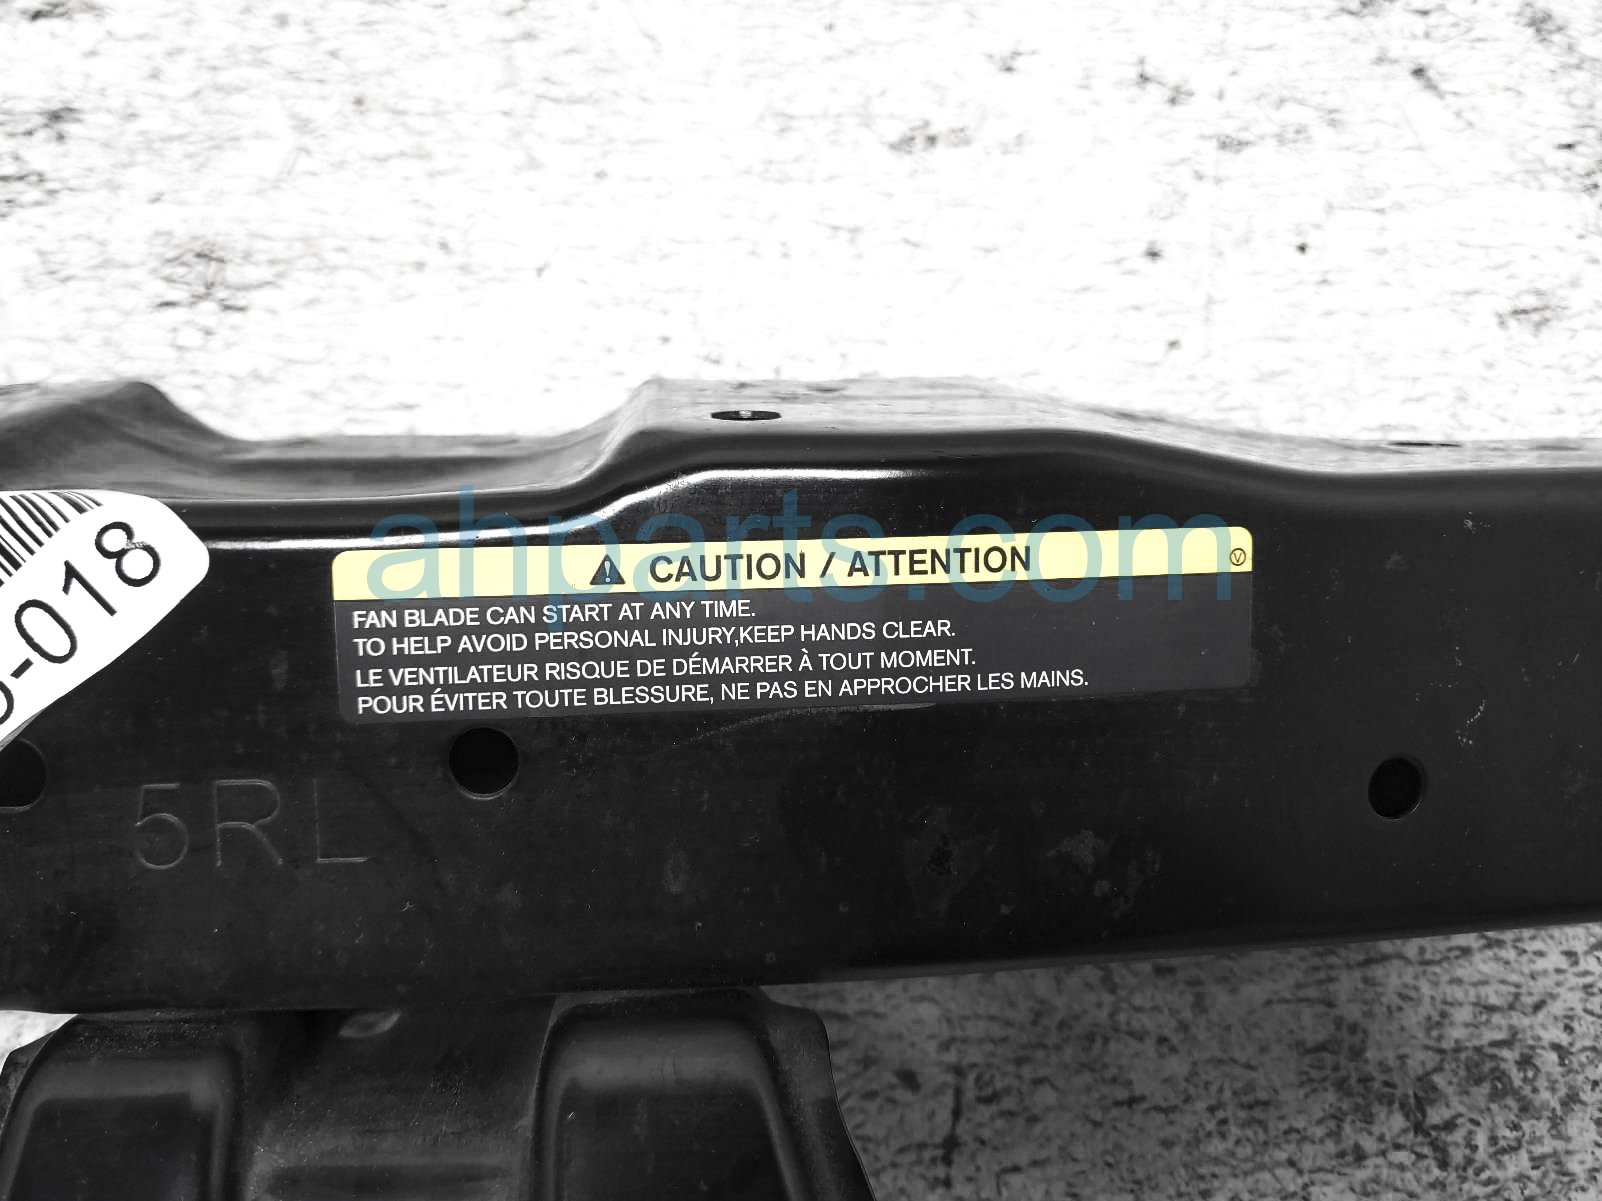 ahparts.com
CAUTION / ATTENTION
V
FAN BLADE CAN START AT ANY TIME.
TO HELP AVOID PERSONAL INJURY,KEEP HANDS CLEAR.
LE VENTILATEUR RISQUE DE DÉMARRER À TOUT MOMENT.
POUR ÉVITER TOUTE BLESSURE, NE PAS EN APPROCHER LES MAINS.
-018
5RL